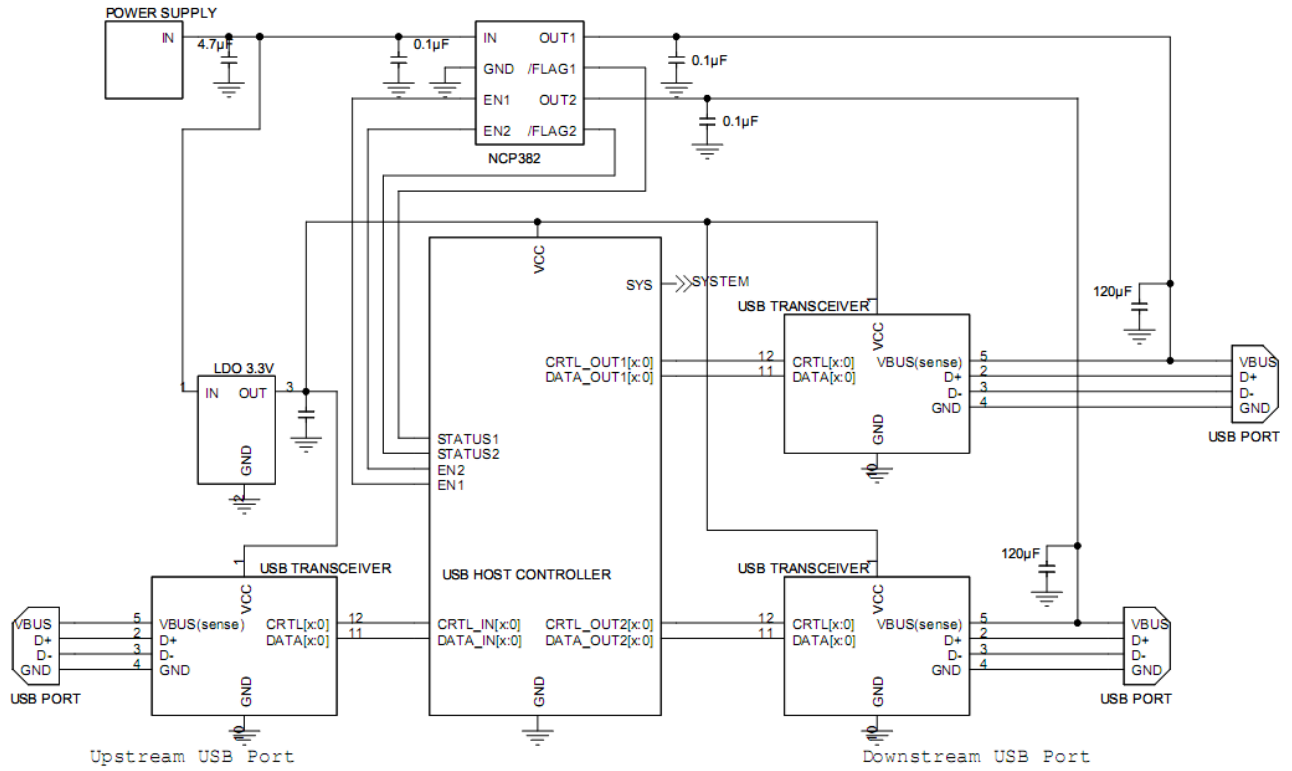 POWER SUPPLY
IN
4.7µF
0.1µF
IN
OUT1
GND
/FLAG1
EN1
OUT2
EN2
/FLAG2
NCP382
0.1µF
0.1µF
VCC
SYS
SYSTEM
120µF
USB TRANSCEIVER
1
VCC
CRTL_OUT1[x:0]
12
CRTL[x:0]
VBUS(sense)
5
VBUS
DATA_OUT1[x:0]
11
DATA[x:0]
D+
2
D+
D-
3
D-
GND
4
GND
GND
10
USB PORT
LDO 3.3V
1
IN
OUT
3
GND
2
STATUS1
STATUS2
EN2
EN1
120µF
1
USB TRANSCEIVER
USB HOST CONTROLLER
USB TRANSCEIVER
1
VCC
VCC
VBUS
5
VBUS(sense)
CRTL[x:0]
12
CRTL_IN[x:0]
CRTL_OUT2[x:0]
12
CRTL[x:0]
VBUS(sense)
5
VBUS
D+
2
D+
DATA[x:0]
11
DATA_IN[x:0]
DATA_OUT2[x:0]
11
DATA[x:0]
D+
2
D+
D-
3
D-
D-
3
D-
GND
4
GND
GND
4
GND
GND
GND
GND
USB PORT
USB PORT
10
10
Upstream USB Port
Downstream USB Port